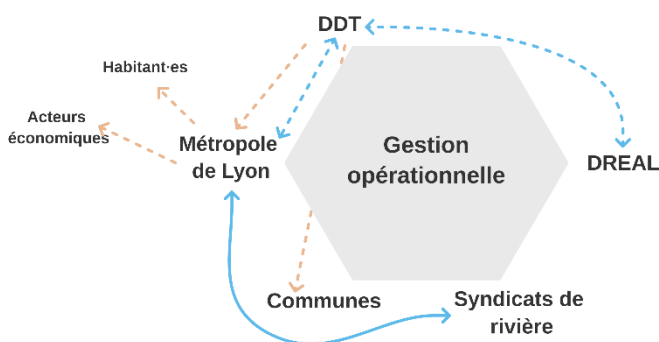 DDT
Habitant·es
Acteurs
économiques
Métropole
de Lyon
Gestion
opérationnelle
DREAL
Communes
Syndicats de
rivière